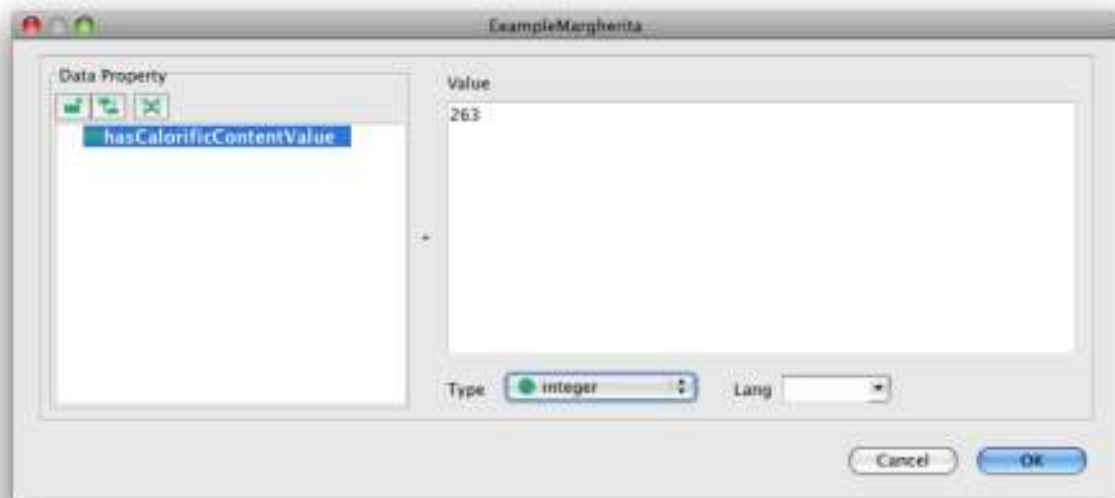 ExampleMargherita
Data Property
hasCalorificContentValue
Value
263
Type integer Lang
Cancel OK